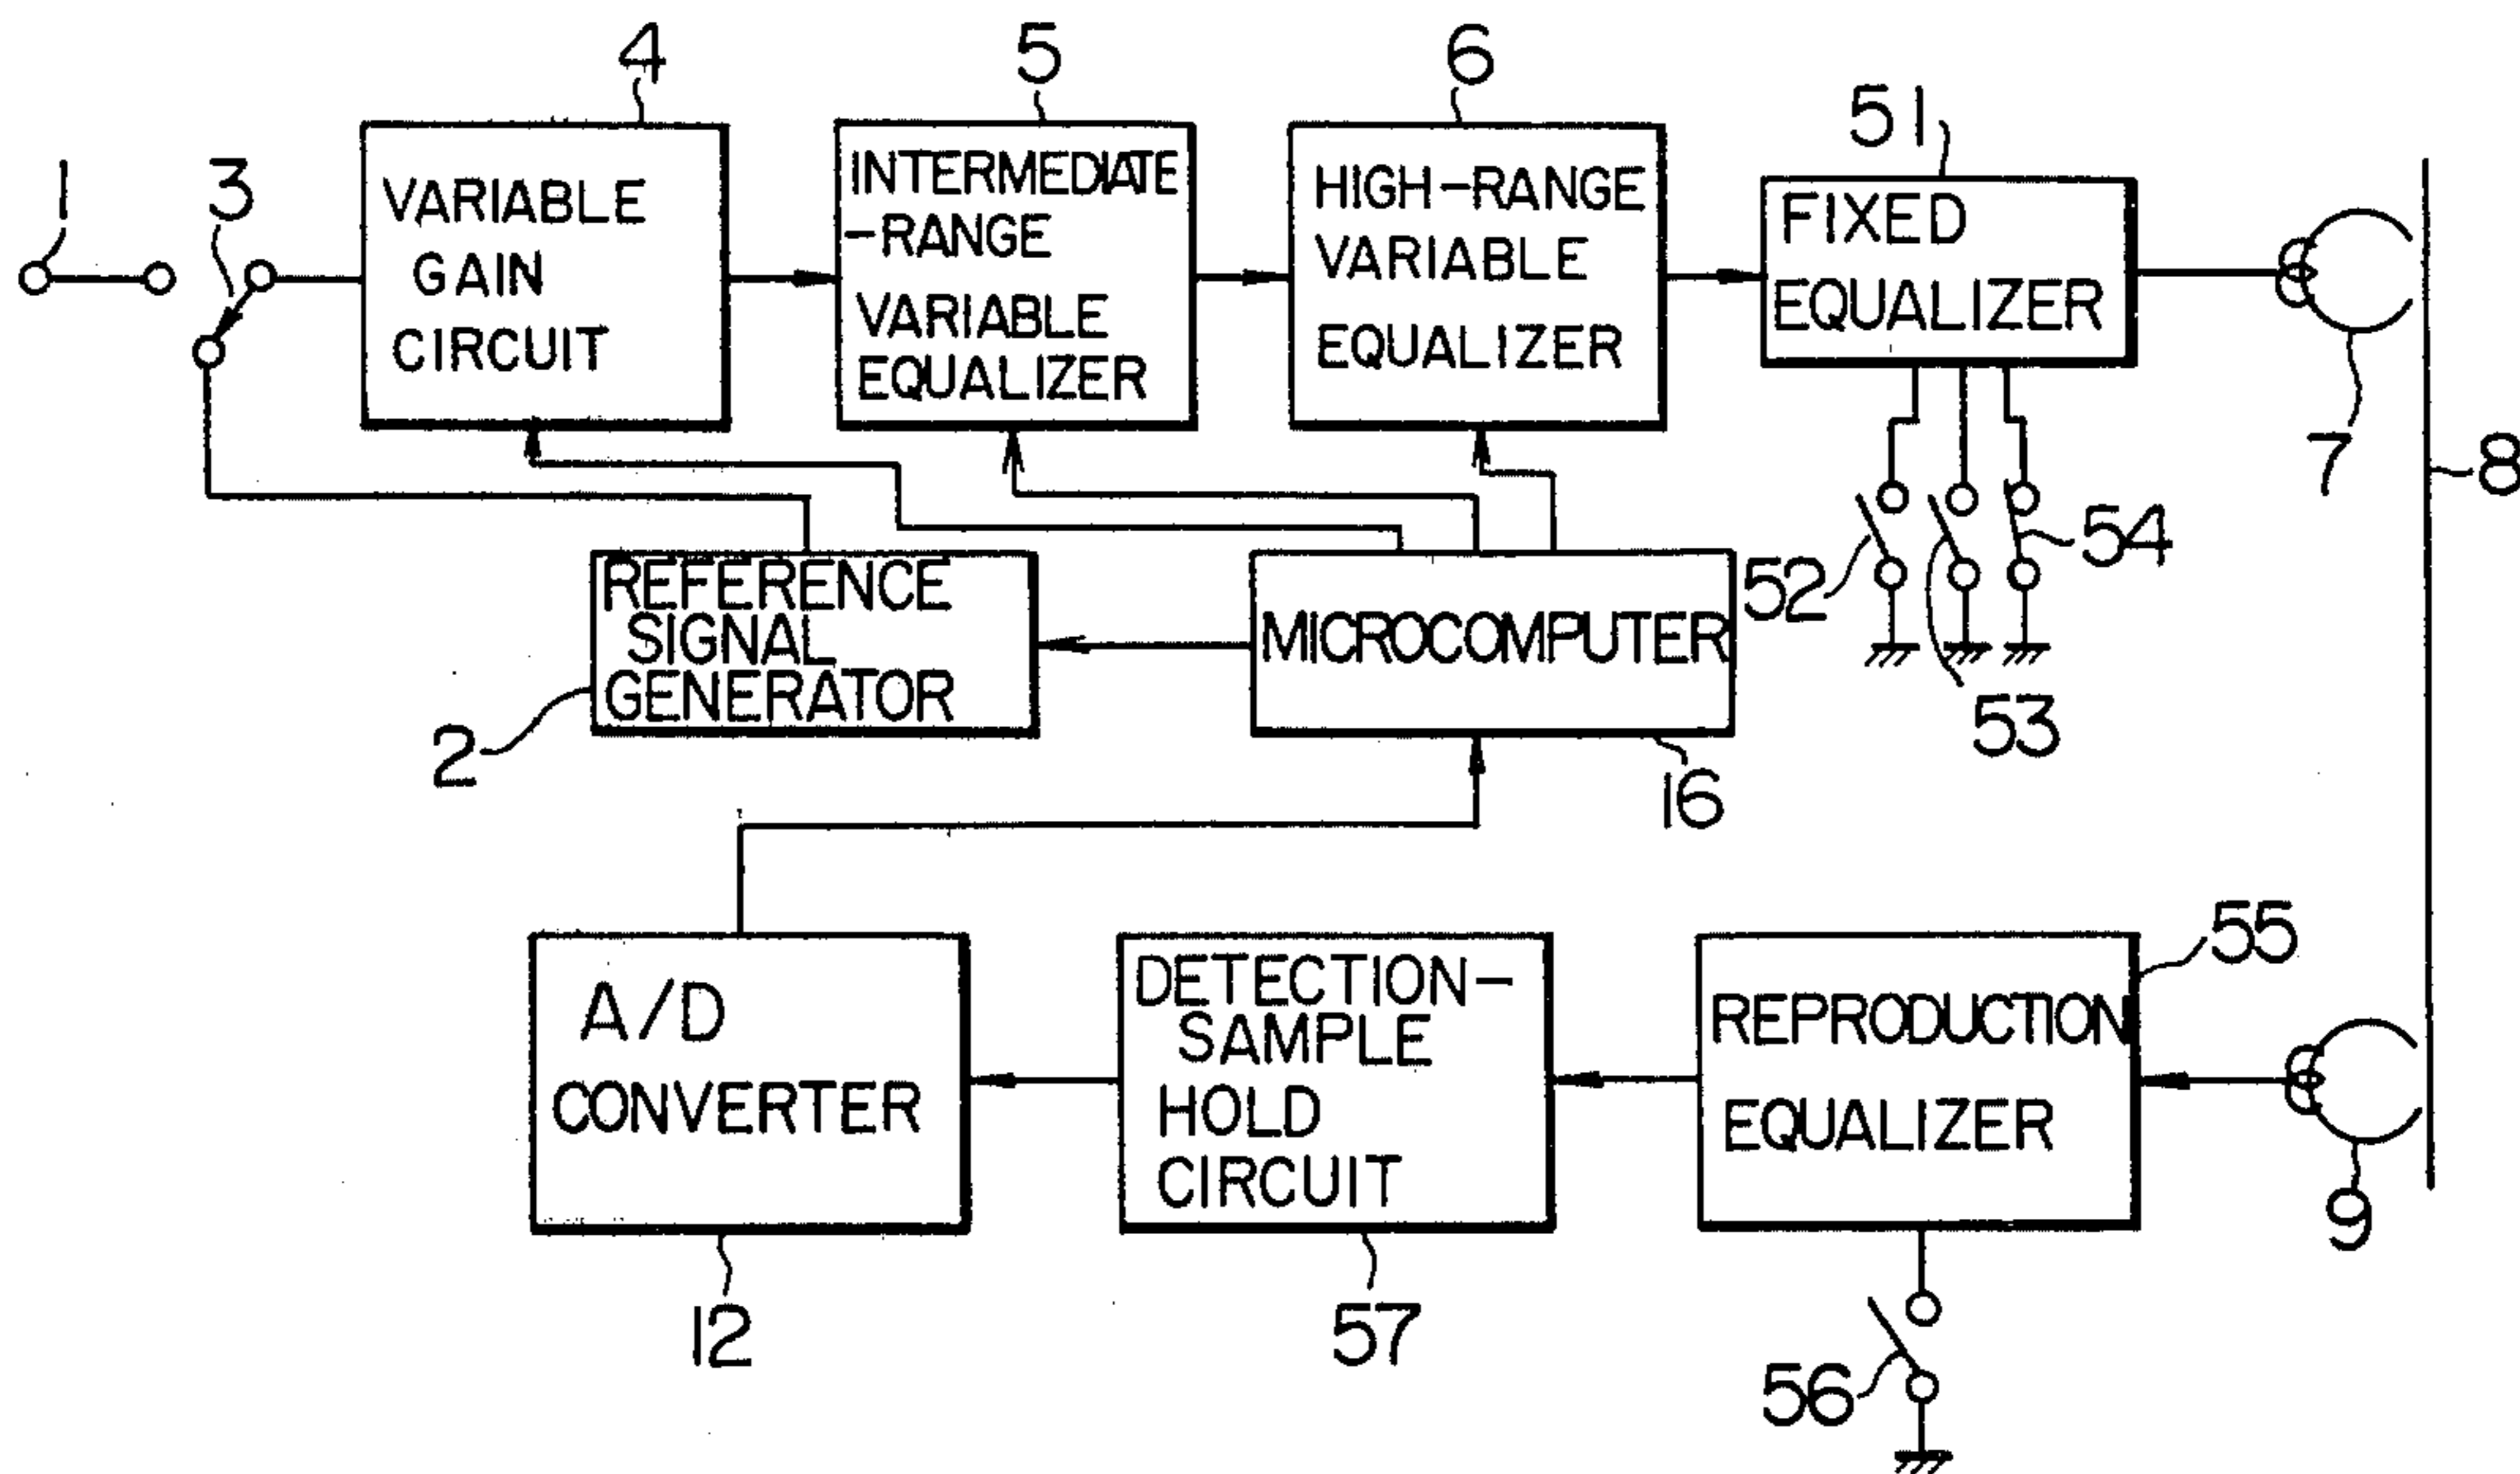 4
5
6
51
1
3
VARIABLE
GAIN
CIRCUIT
INTERMEDIATE
-RANGE
VARIABLE
EQUALIZER
HIGH-RANGE
VARIABLE
EQUALIZER
FIXED
EQUALIZER
7
8
52
53
54
REFERENCE
SIGNAL
GENERATOR
2
MICROCOMPUTER
16
A/D
CONVERTER
12
DETECTION-
SAMPLE
HOLD
CIRCUIT
57
REPRODUCTION
EQUALIZER
55
9
56